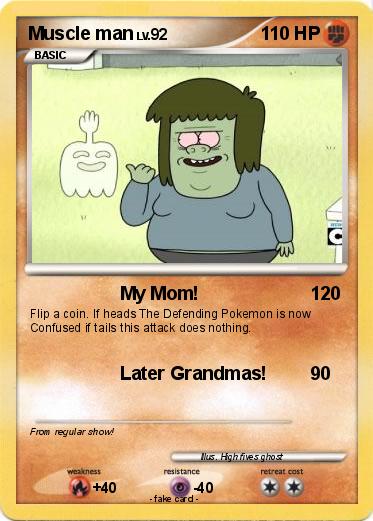 Muscle man LV.92 110 HP
BASIC
C
My Mom! 120
Flip a coin. If heads The Defending Pokemon is now
Confused if tails this attack does nothing.
Later Grandmas! 90
From regular show!
Illus. High fives ghost
weakness resistance retreat cost
+40 -40
- fake card -